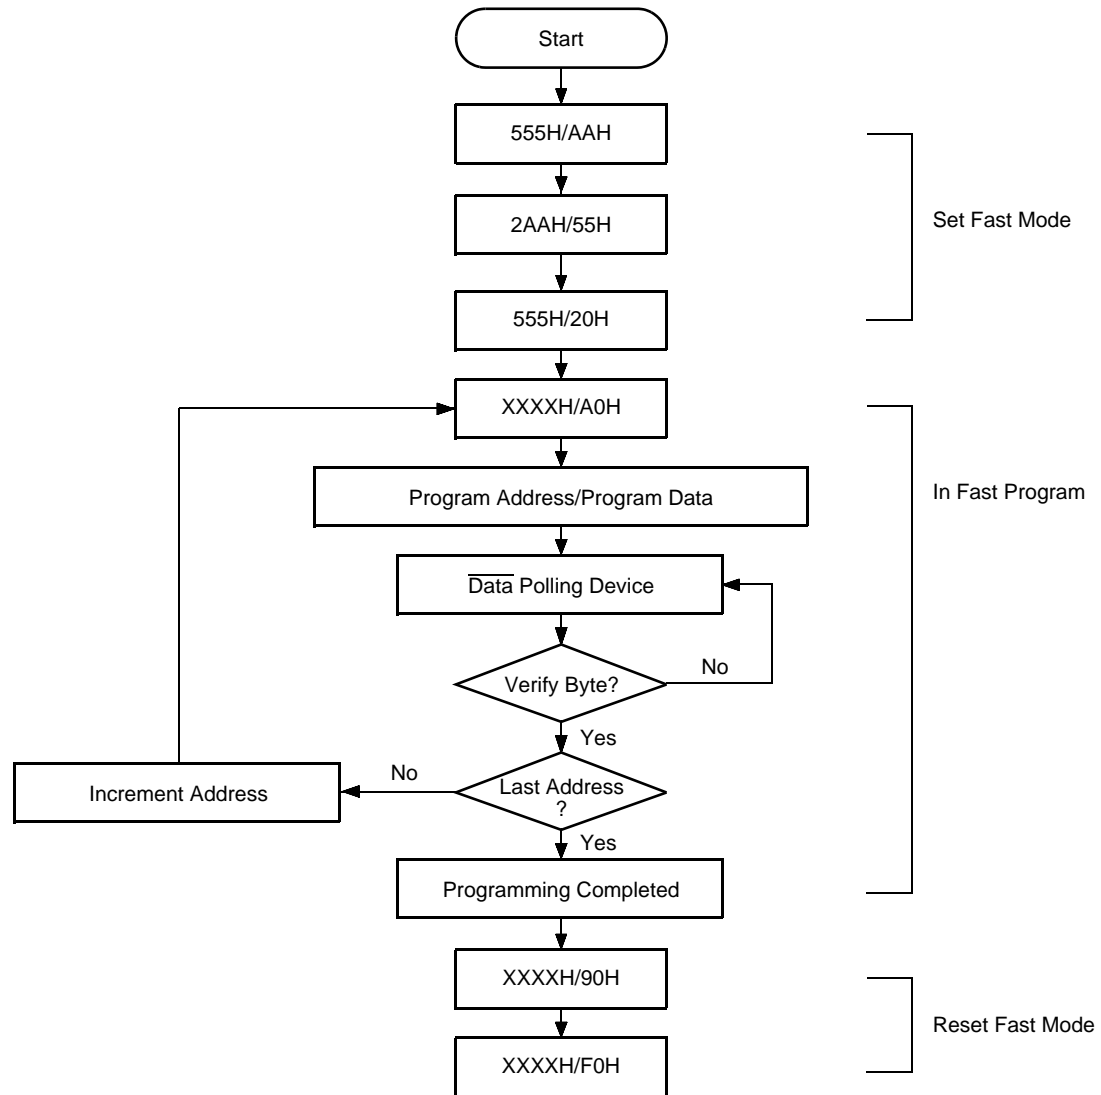 Start
555H/AAH
2AAH/55H
Set Fast Mode
555H/20H
XXXXH/A0H
Program Address/Program Data
In Fast Program
Data Polling Device
Verify Byte?
No
Yes
Last Address
?
No
Increment Address
Yes
Programming Completed
XXXXH/90H
Reset Fast Mode
XXXXH/F0H